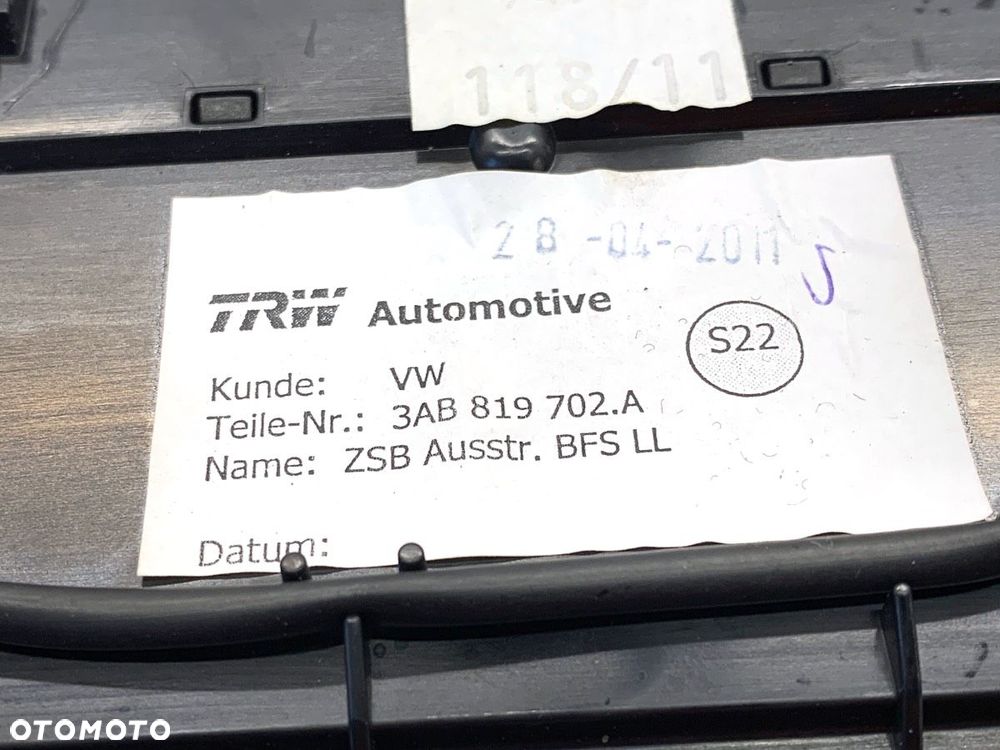 118/11
28-04-2011
TRW Automotive
S22
Kunde: VW
Teile-Nr.: 3AB 819 702.A
Name: ZSB Ausstr. BFS LL
Datum:
OTOMOTO